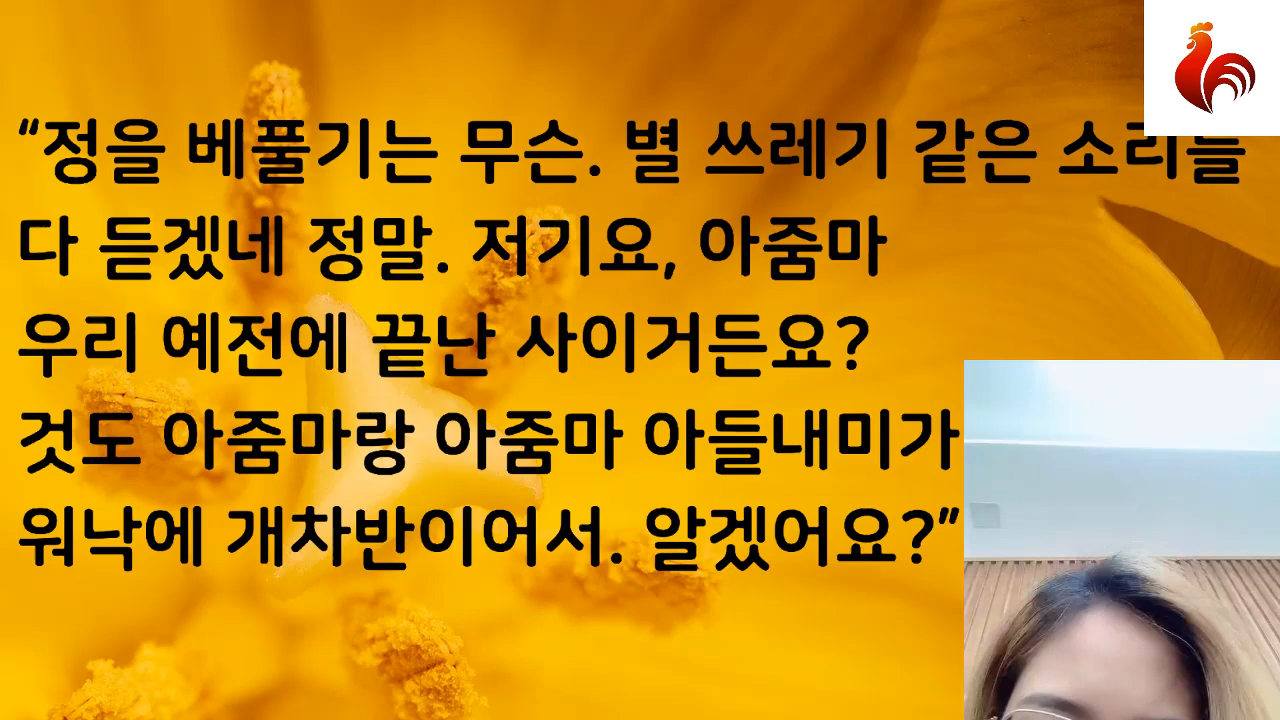 “정을 베풀기는 무슨. 별 쓰레기 같은 소리를
다 듣겠네 정말. 저기요, 아줌마
우리 예전에 끝난 사이거든요?
것도 아줌마랑 아줌마 아들내미가
워낙에 개차반이어서. 알겠어요?”